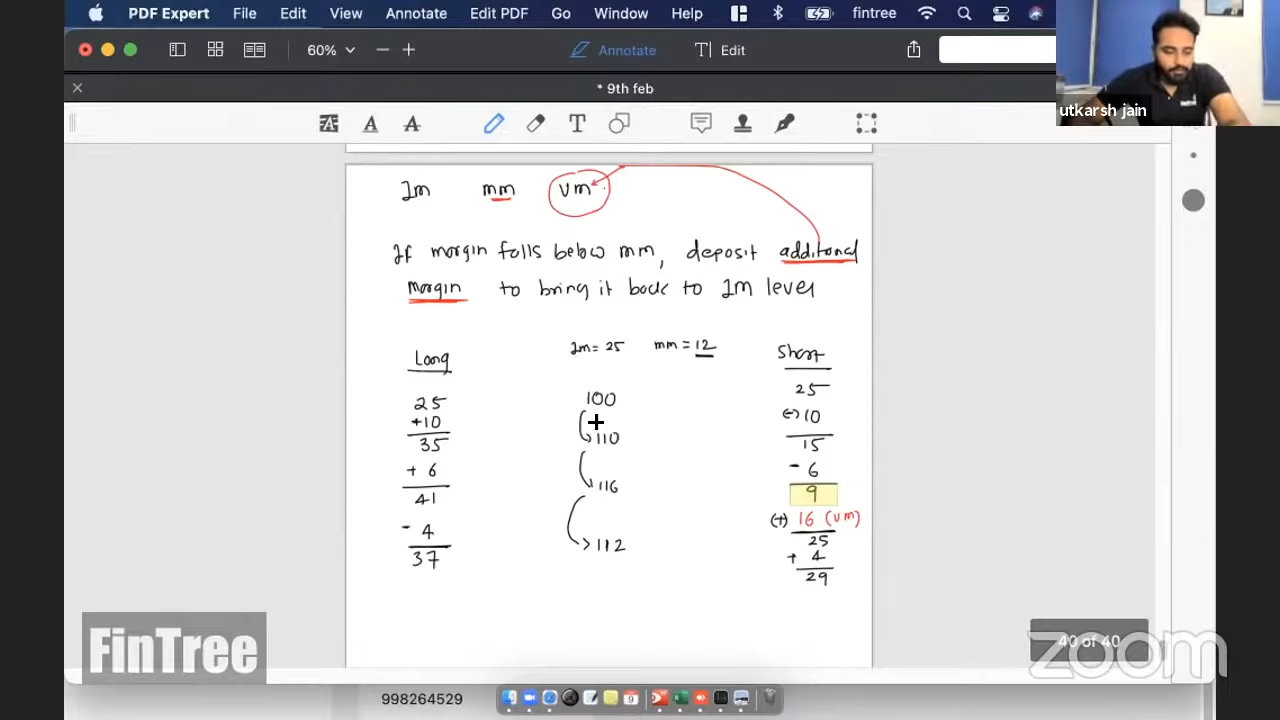 PDF Expert File Edit View Annotate Edit PDF Go Window Help fintree
60% Annotate Edit
* 9th feb
utkarsh jain
Im mm vm
If margin falls below mm, deposit additonal
margin to bring it back to Im level
Im = 25 mm = 12
Long
25
+10
35
+ 6
41
- 4
37
100
110
116
112
Short
25
(-) 10
15
- 6
9
(+) 16 (vm)
25
+ 4
29
FinTree
40 of 40
zoom
998264529